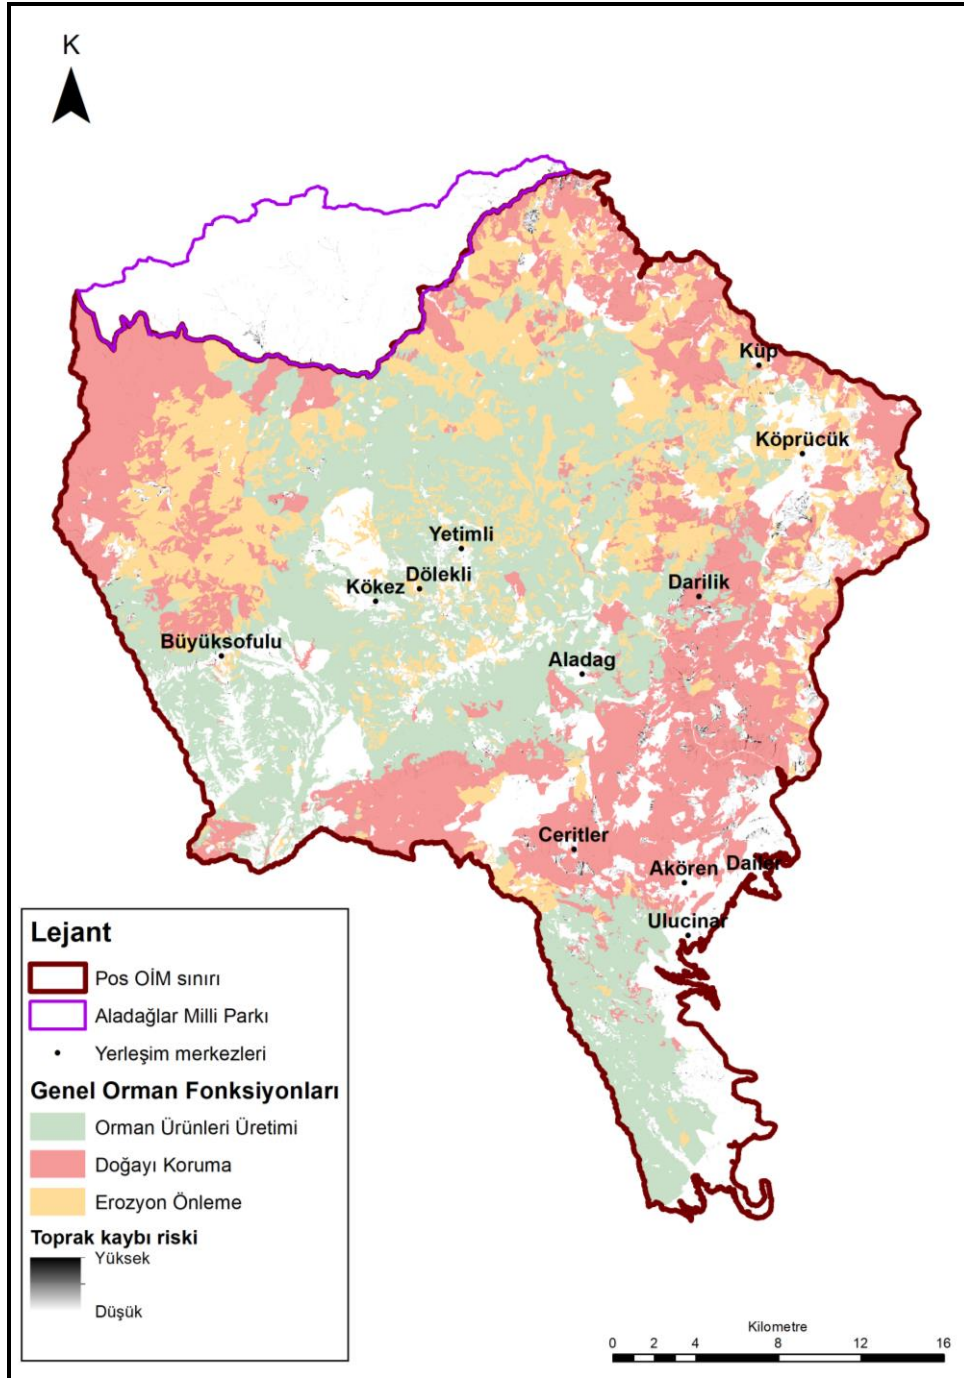 K
Küp
Köprücük
Yetimli
Dölekli
Kökez
Darilik
Büyüksofulu
Aladag
Ceritler
Akören
Dailer
Ulucinar
Lejant
Pos OİM sınırı
Aladağlar Milli Parkı
Yerleşim merkezleri
Genel Orman Fonksiyonları
Orman Ürünleri Üretimi
Doğayı Koruma
Erozyon Önleme
Toprak kaybı riski
Yüksek
Düşük
Kilometre
0 2 4 8 12 16